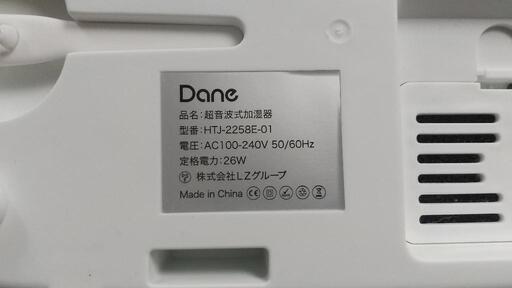 Dane
品名：超音波式加湿器
型番：HTJ-2258E-01
電圧：AC100-240V 50/60Hz
定格電力：26W
株式会社LZグループ
Made in China